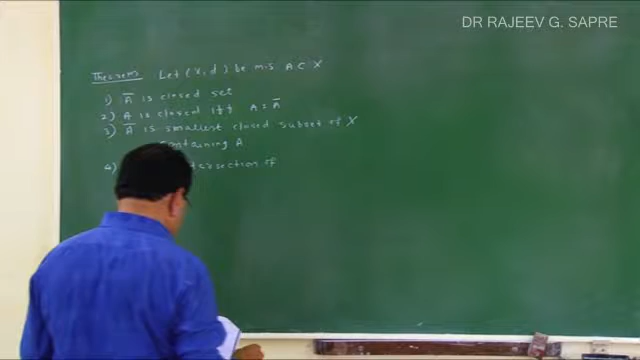 DR RAJEEV G. SAPRE
Theorem Let (X, d) be m.s A ⊂ X
1) A̅ is closed set
2) A is closed iff A = A̅
3) A̅ is smallest closed subset of X
containing A
4) intersection of